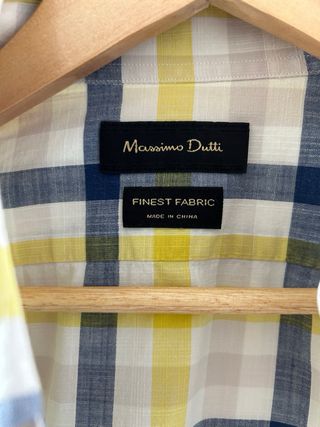 Massimo Dutti
FINEST FABRIC
MADE IN CHINA